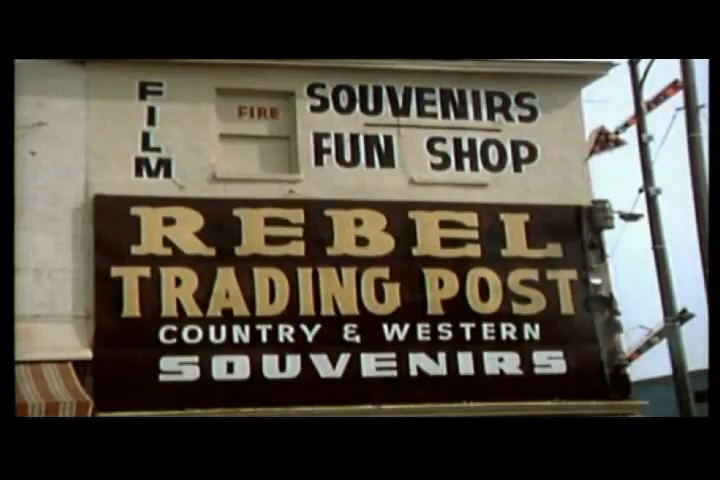 FILM
FIRE
SOUVENIRS
FUN SHOP
REBEL
TRADING POST
COUNTRY & WESTERN
SOUVENIRS